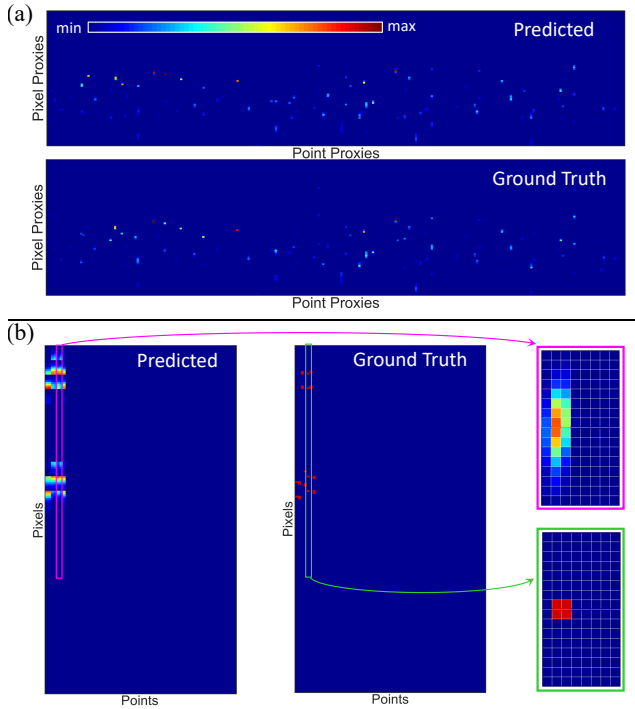 (a)
min
max
Predicted
Pixel Proxies
Point Proxies
Ground Truth
Pixel Proxies
Point Proxies
(b)
Predicted
Ground Truth
Pixels
Pixels
Points
Points